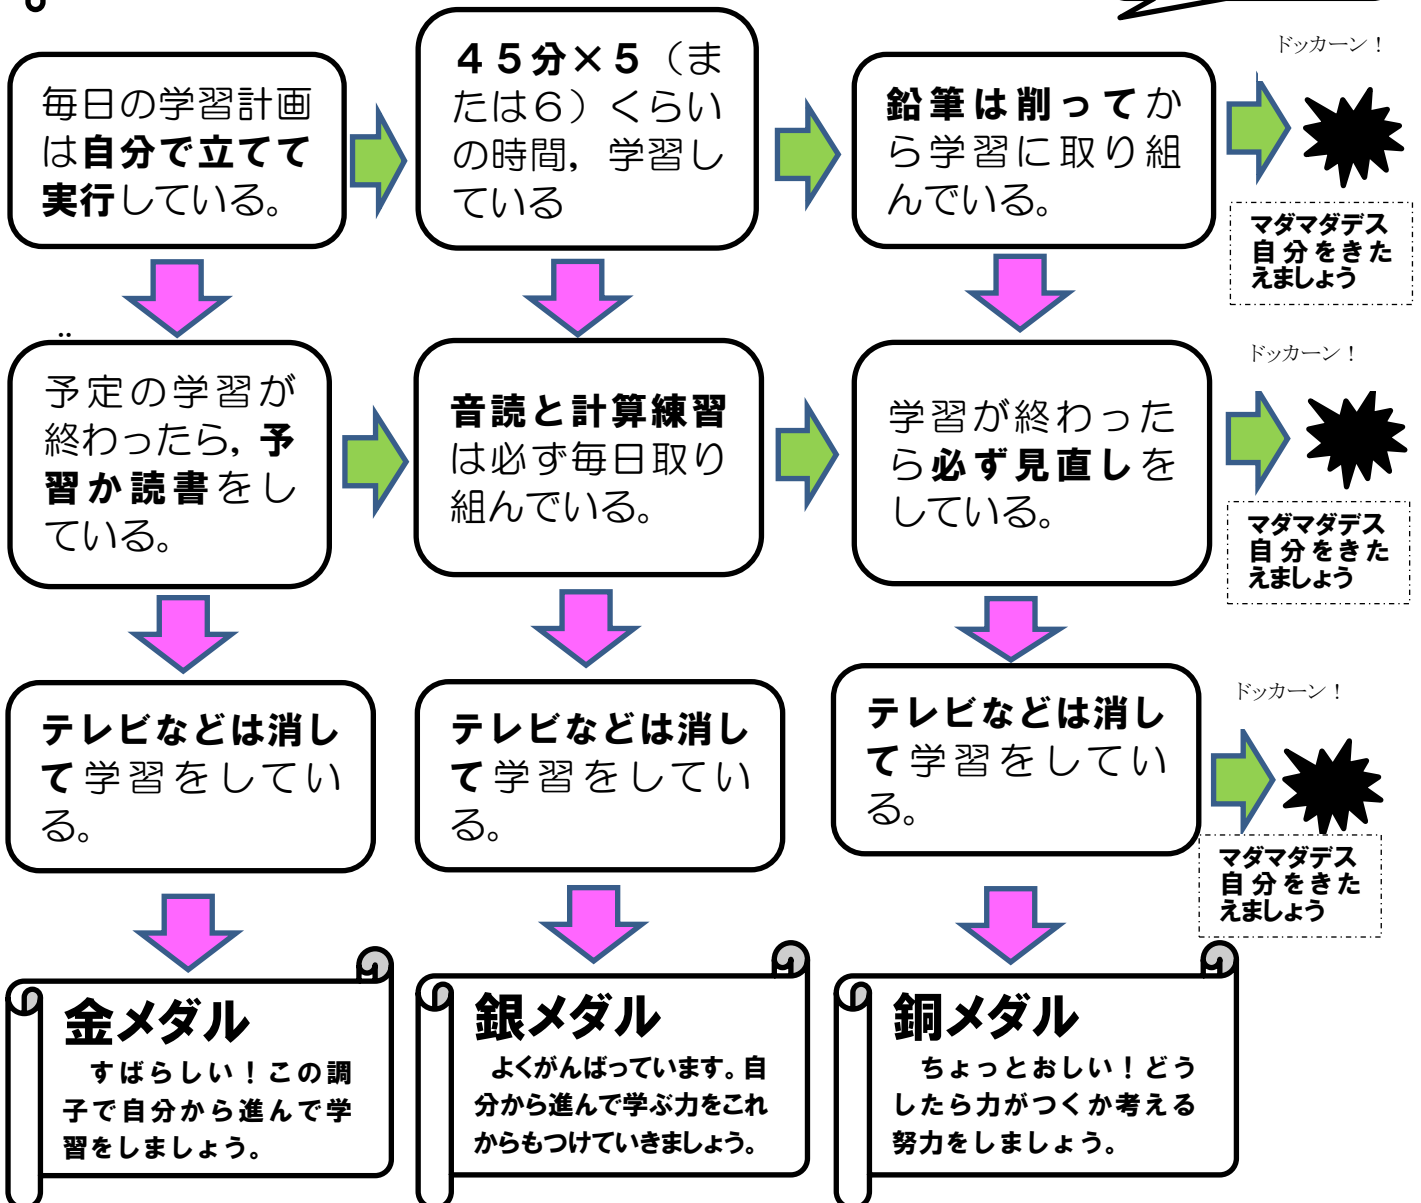 毎日の学習計画
は自分で立てて
実行している。
４５分×５（ま
たは６）くらい
の時間，学習し
ている
鉛筆は削ってか
ら学習に取り組
んでいる。
ドッカーン！
マダマダデス
自分をきた
えましょう
予定の学習が
終わったら，予
習か読書をし
ている。
音読と計算練習
は必ず毎日取り
組んでいる。
学習が終わった
ら必ず見直しを
している。
ドッカーン！
マダマダデス
自分をきた
えましょう
テレビなどは消し
て学習をしてい
る。
テレビなどは消し
て学習をしてい
る。
テレビなどは消し
て学習をしてい
る。
ドッカーン！
マダマダデス
自分をきた
えましょう
金メダル
すばらしい！この調
子で自分から進んで学
習をしましょう。
銀メダル
よくがんばっています。自
分から進んで学ぶ力をこれ
からもつけていきましょう。
銅メダル
ちょっとおしい！どう
したら力がつくか考える
努力をしましょう。